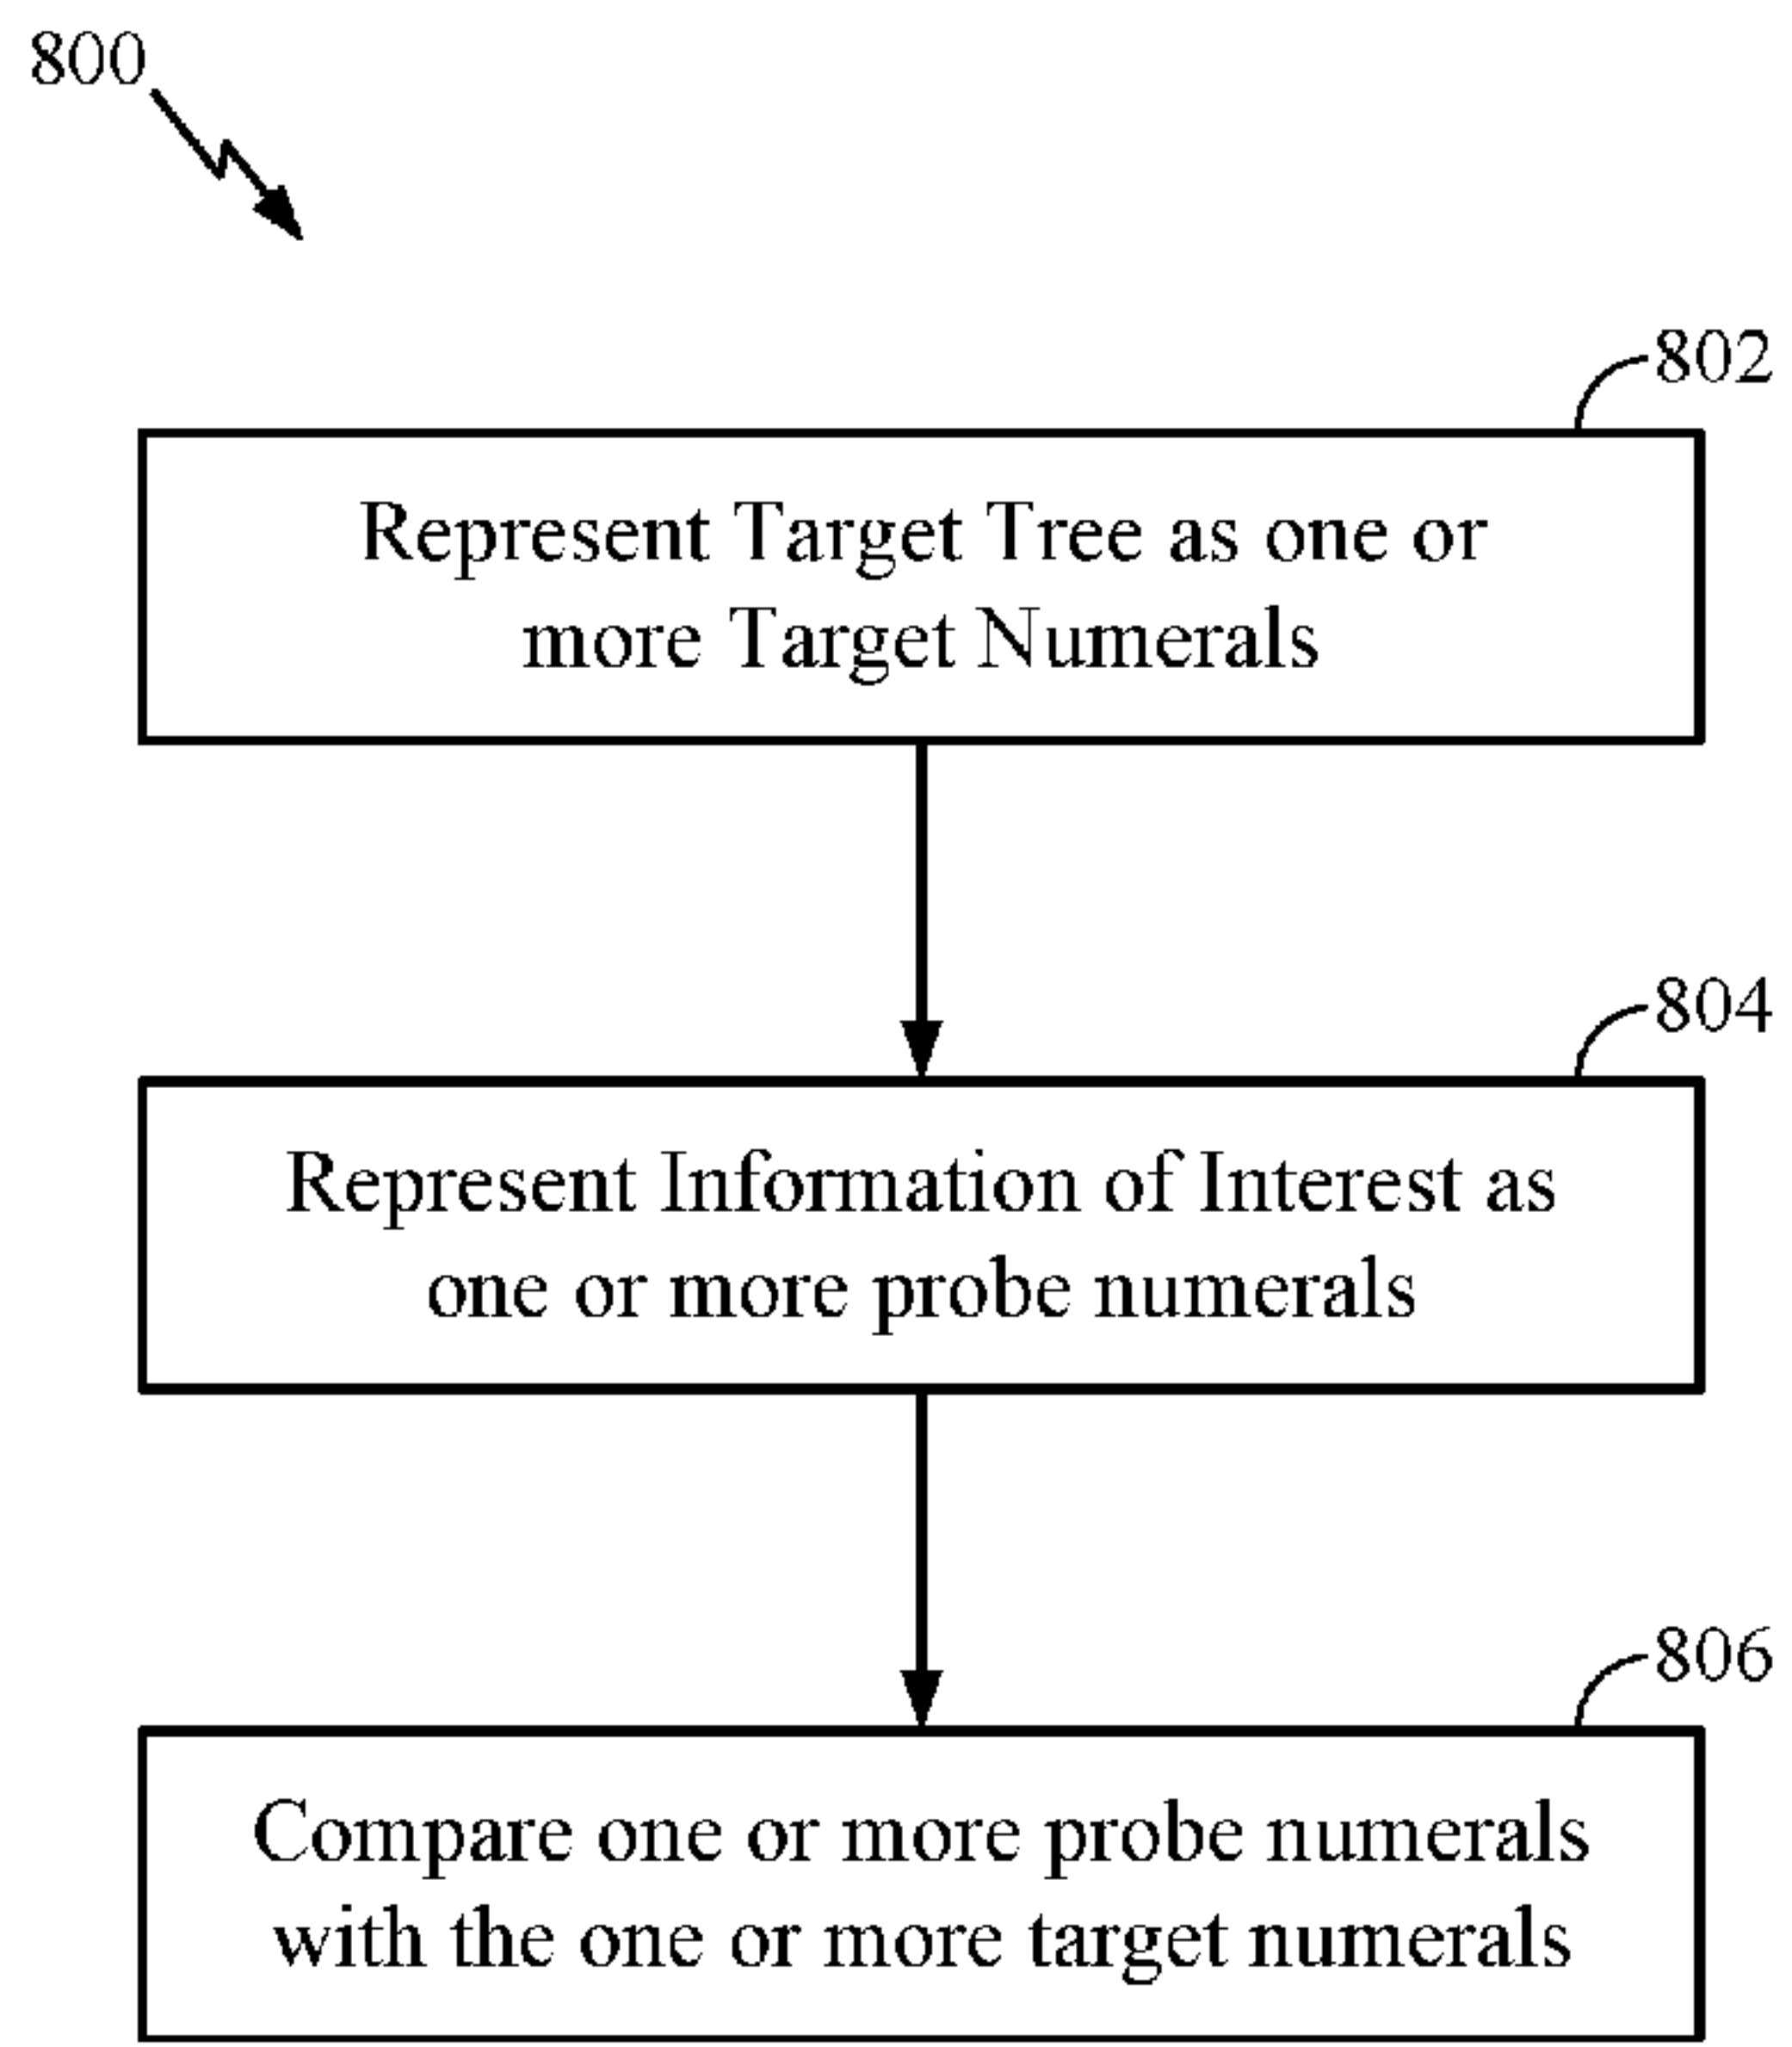 800
802
Represent Target Tree as one or
more Target Numerals
804
Represent Information of Interest as
one or more probe numerals
806
Compare one or more probe numerals
with the one or more target numerals